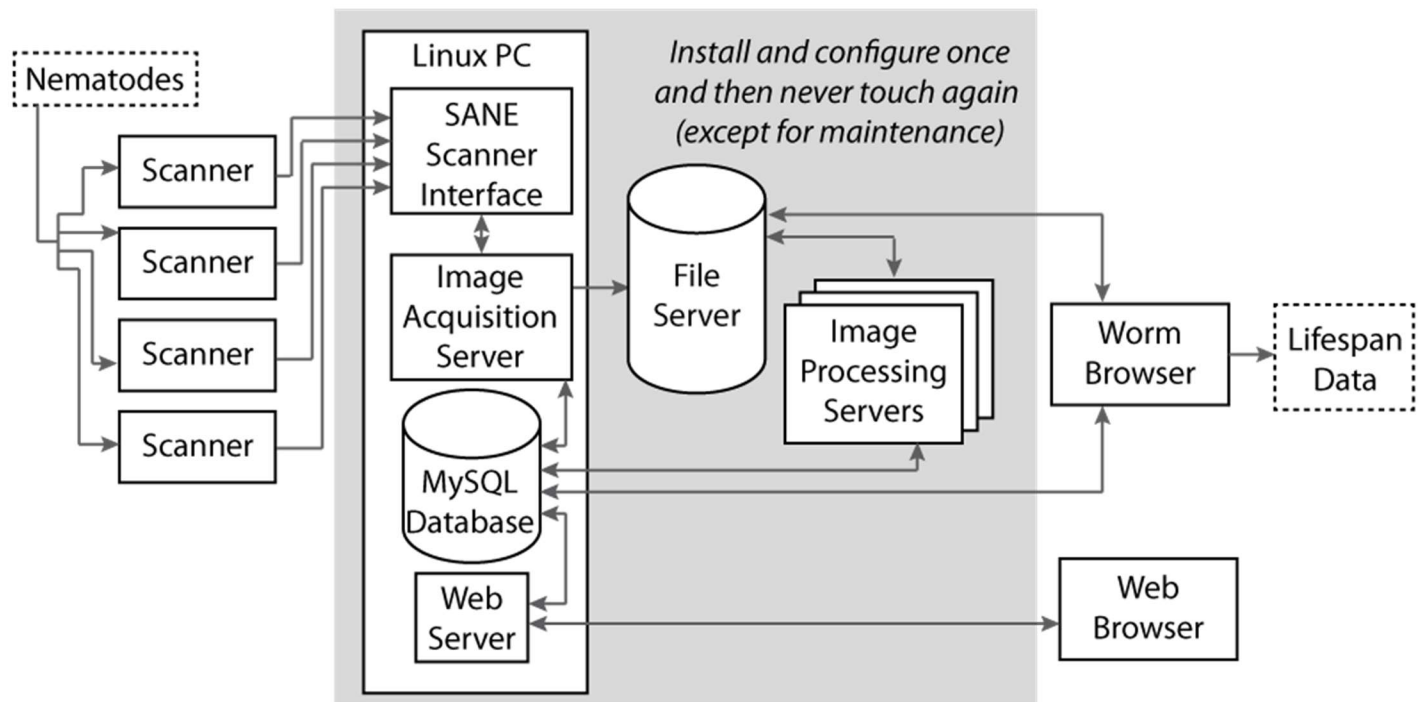 Nematodes
Scanner
Scanner
Scanner
Scanner
Linux PC
SANE
Scanner
Interface
Image
Acquisition
Server
MySQL
Database
Web
Server
Install and configure once
and then never touch again
(except for maintenance)
File
Server
Image
Processing
Servers
Worm
Browser
Lifespan
Data
Web
Browser